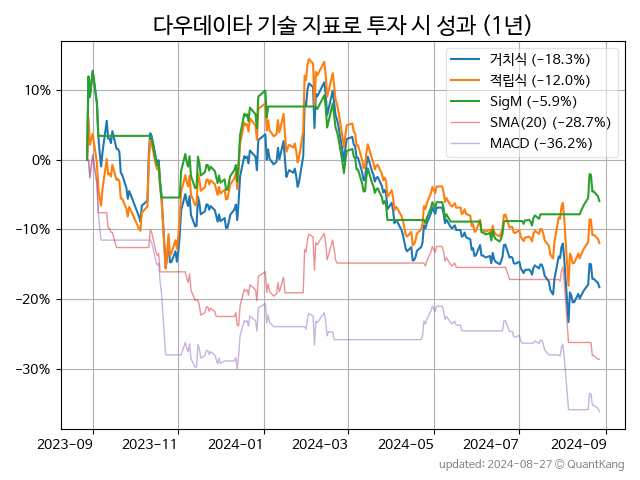 다우데이타 기술 지표로 투자 시 성과 (1년)
거치식 (-18.3%)
적립식 (-12.0%)
SigM (-5.9%)
SMA(20) (-28.7%)
MACD (-36.2%)
10%
0%
-10%
-20%
-30%
2023-09 2023-11 2024-01 2024-03 2024-05 2024-07 2024-09
updated: 2024-08-27 © QuantKang